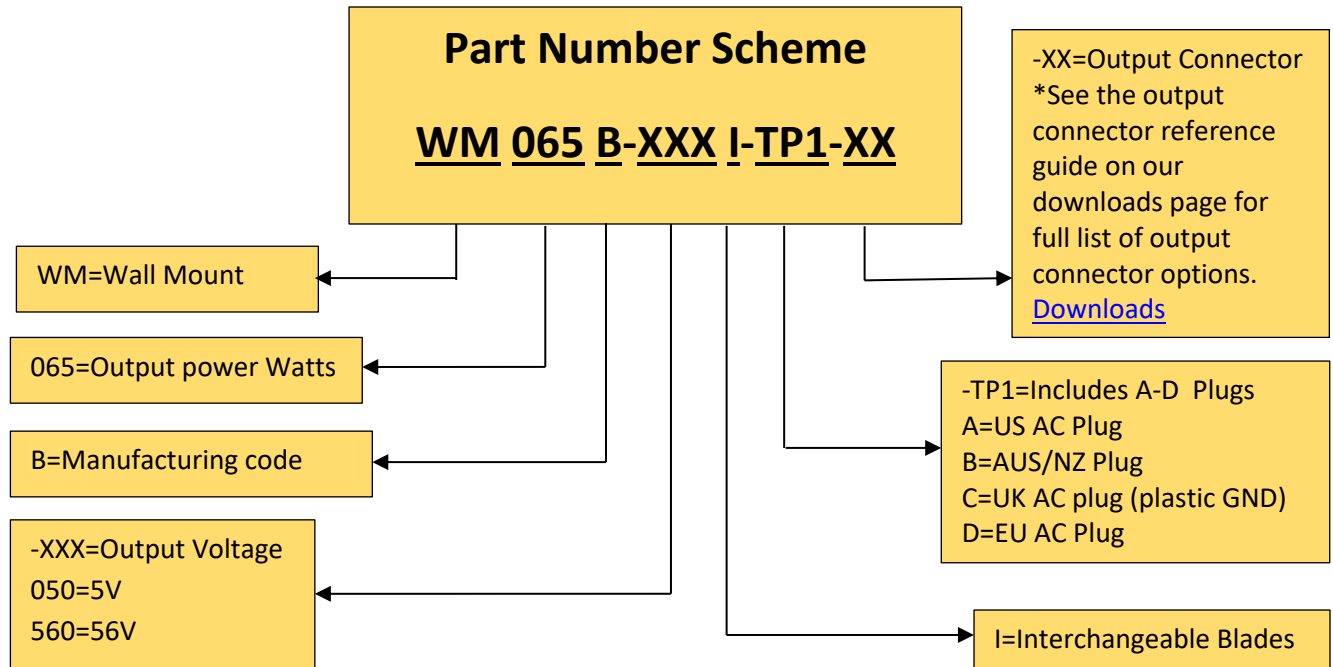 Part Number Scheme
WM 065 B-XXX I-TP1-XX
-XX=Output Connector
*See the output
connector reference
guide on our
downloads page for
full list of output
connector options.
Downloads
WM=Wall Mount
065=Output power Watts
B=Manufacturing code
-XXX=Output Voltage
050=5V
560=56V
-TP1=Includes A-D Plugs
A=US AC Plug
B=AUS/NZ Plug
C=UK AC plug (plastic GND)
D=EU AC Plug
I=Interchangeable Blades